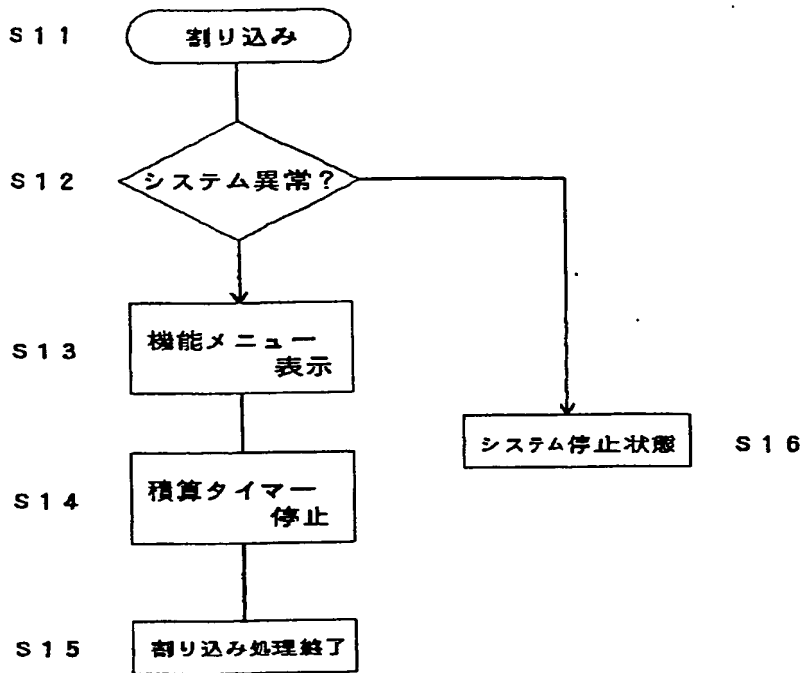 S11 割り込み
S12 システム異常?
S13 機能メニュー
表示
システム停止状態 S16
S14 積算タイマー
停止
S15 割り込み処理終了